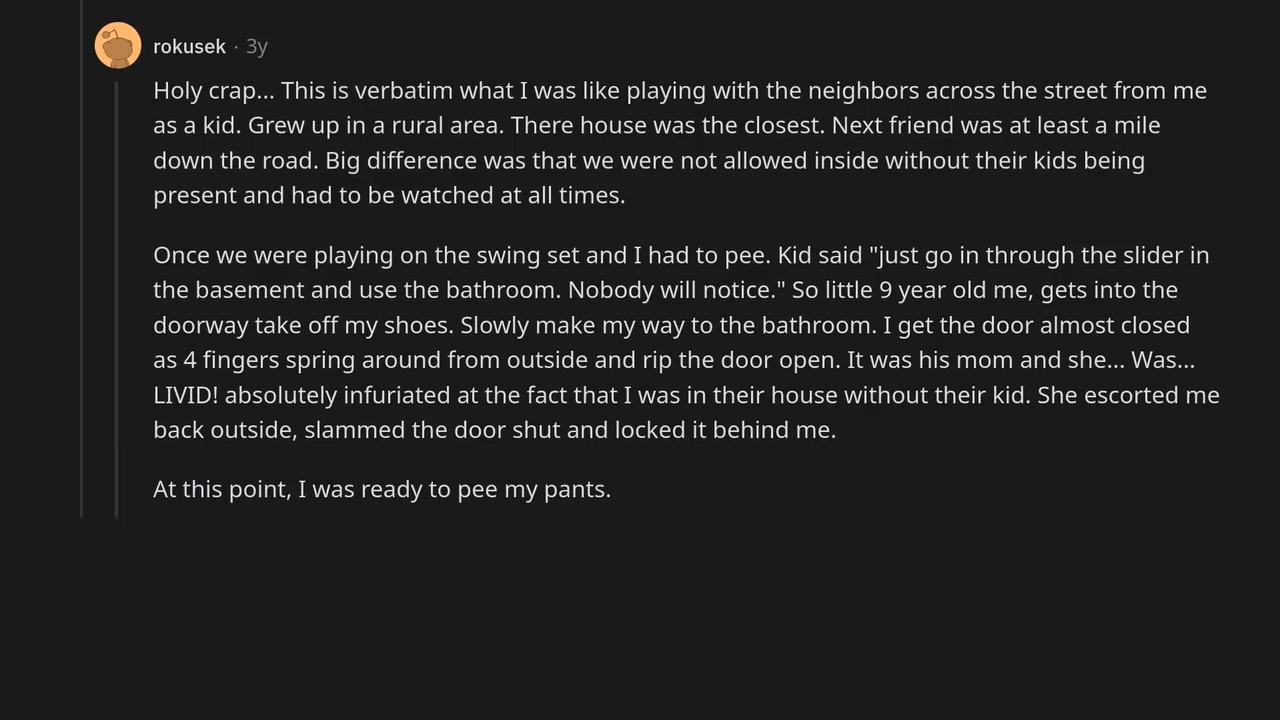 rokusek · 3y
Holy crap... This is verbatim what I was like playing with the neighbors across the street from me
as a kid. Grew up in a rural area. There house was the closest. Next friend was at least a mile
down the road. Big difference was that we were not allowed inside without their kids being
present and had to be watched at all times.
Once we were playing on the swing set and I had to pee. Kid said "just go in through the slider in
the basement and use the bathroom. Nobody will notice." So little 9 year old me, gets into the
doorway take off my shoes. Slowly make my way to the bathroom. I get the door almost closed
as 4 fingers spring around from outside and rip the door open. It was his mom and she... Was...
LIVID! absolutely infuriated at the fact that I was in their house without their kid. She escorted me
back outside, slammed the door shut and locked it behind me.
At this point, I was ready to pee my pants.